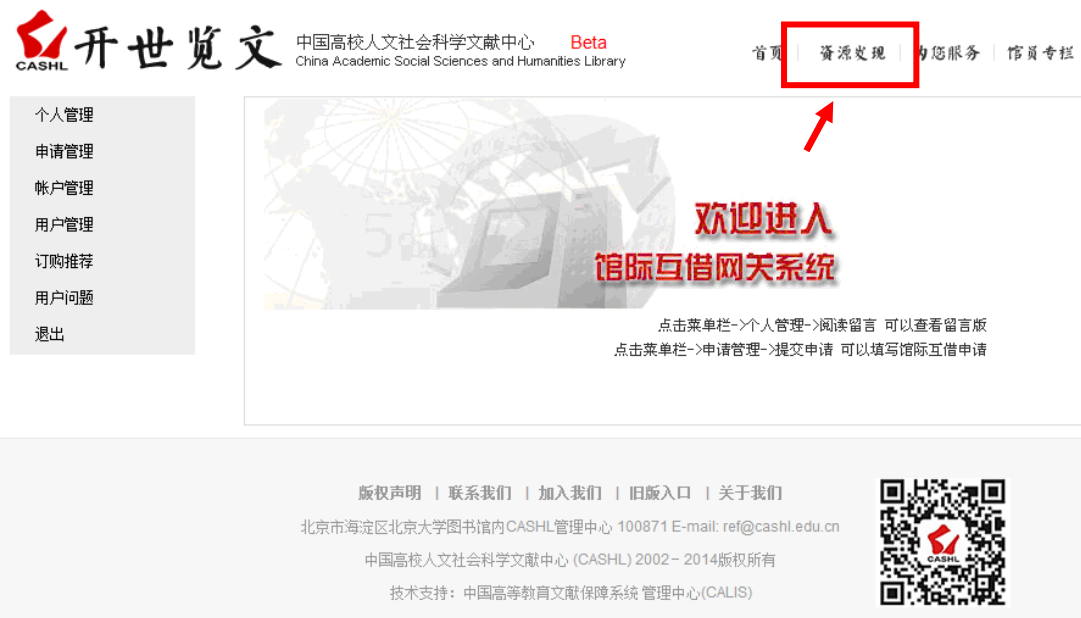 CASHL
开世览文
中国高校人文社会科学文献中心 Beta
China Academic Social Sciences and Humanities Library
首页 | 资源发现 | 为您服务 | 馆员专栏
个人管理
申请管理
帐户管理
用户管理
订购推荐
用户问题
退出
欢迎进入
馆际互借网关系统
点击菜单栏->个人管理->阅读留言 可以查看留言版
点击菜单栏->申请管理->提交申请 可以填写馆际互借申请
版权声明 | 联系我们 | 加入我们 | 旧版入口 | 关于我们
北京市海淀区北京大学图书馆内CASHL管理中心 100871 E-mail: ref@cashl.edu.cn
中国高校人文社会科学文献中心 (CASHL) 2002－2014版权所有
技术支持：中国高等教育文献保障系统 管理中心(CALIS)
CASHL